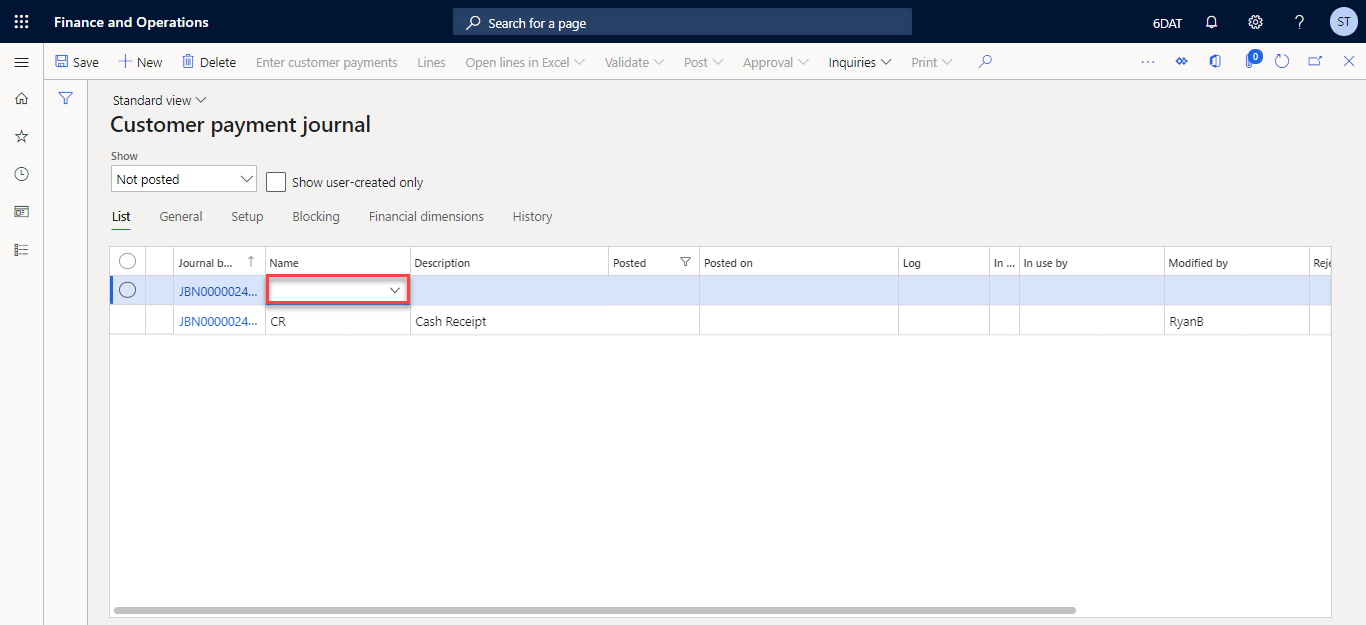 Finance and Operations
Search for a page
6DAT
ST
Save
New
Delete
Enter customer payments
Lines
Open lines in Excel
Validate
Post
Approval
Inquiries
Print
0
Standard view
Customer payment journal
Show
Not posted
Show user-created only
List
General
Setup
Blocking
Financial dimensions
History
Journal b...
Name
Description
Posted
Posted on
Log
In ...
In use by
Modified by
Reje
JBN0000024...
JBN0000024...
CR
Cash Receipt
RyanB